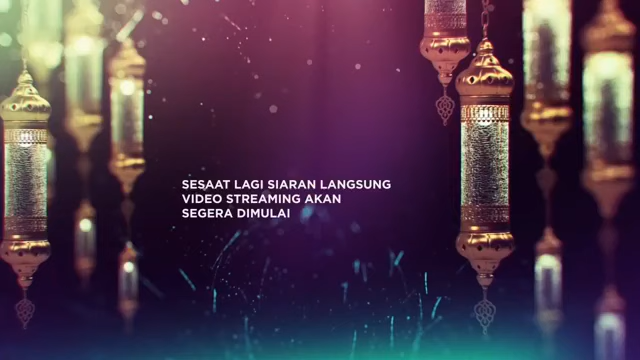 SESAAT LAGI SIARAN LANGSUNG
VIDEO STREAMING AKAN
SEGERA DIMULAI